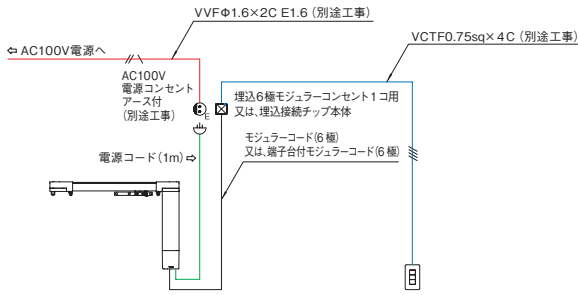 VVFΦ1.6×2C E1.6 (別途工事)
VCTF0.75sq×4C (別途工事)
⇦ AC100V電源へ
AC100V
電源コンセント
アース付
(別途工事)
E
埋込6極モジュラーコンセント1コ用
又は、埋込接続チップ本体
モジュラーコード(6極)
又は、端子台付モジュラーコード(6極)
電源コード(1m)⇨